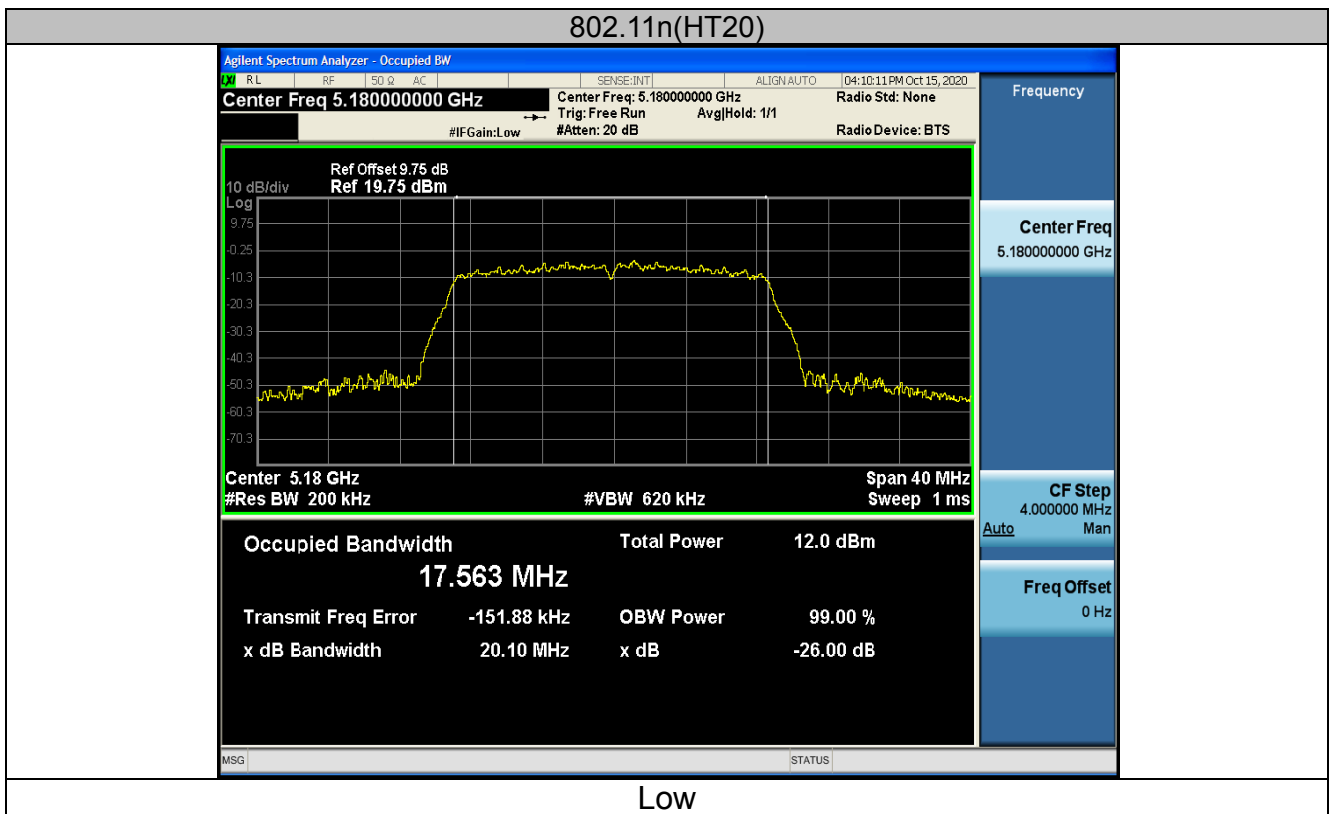 802.11n(HT20)
Agilent Spectrum Analyzer - Occupied BW
LXI RL RF 50 Ω AC SENSE:INT ALIGN AUTO 04:10:11 PM Oct 15, 2020
Center Freq 5.180000000 GHz
Center Freq: 5.180000000 GHz
Radio Std: None
Trig: Free Run Avg|Hold: 1/1
#IFGain:Low #Atten: 20 dB Radio Device: BTS
Ref Offset 9.75 dB
10 dB/div Ref 19.75 dBm
Log
9.75
-0.25
-10.3
-20.3
-30.3
-40.3
-50.3
-60.3
-70.3
Center 5.18 GHz Span 40 MHz
#Res BW 200 kHz #VBW 620 kHz Sweep 1 ms
Occupied Bandwidth Total Power 12.0 dBm
17.563 MHz
Transmit Freq Error -151.88 kHz OBW Power 99.00 %
x dB Bandwidth 20.10 MHz x dB -26.00 dB
MSG STATUS
Frequency
Center Freq
5.180000000 GHz
CF Step
4.000000 MHz
Auto Man
Freq Offset
0 Hz
Low